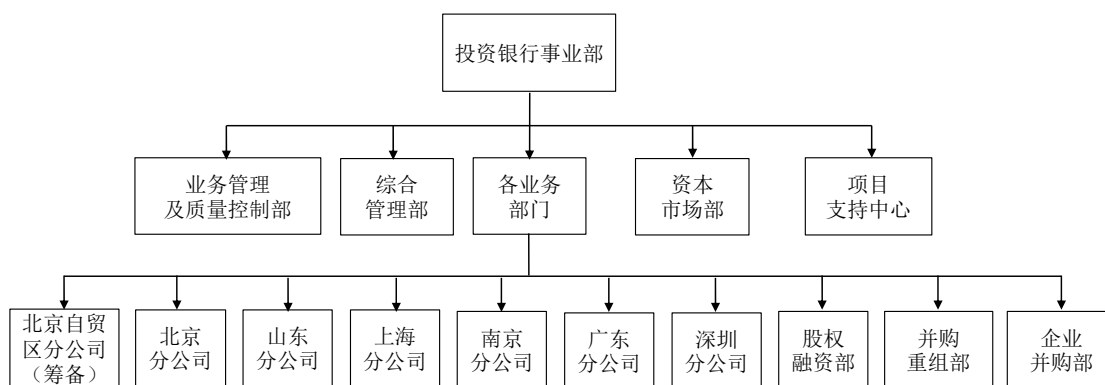 投资银行事业部
业务管理
及质量控制部
综合
管理部
各业务
部门
资本
市场部
项目
支持中心
北京自贸
区分公司
（筹备）
北京
分公司
山东
分公司
上海
分公司
南京
分公司
广东
分公司
深圳
分公司
股权
融资部
并购
重组部
企业
并购部